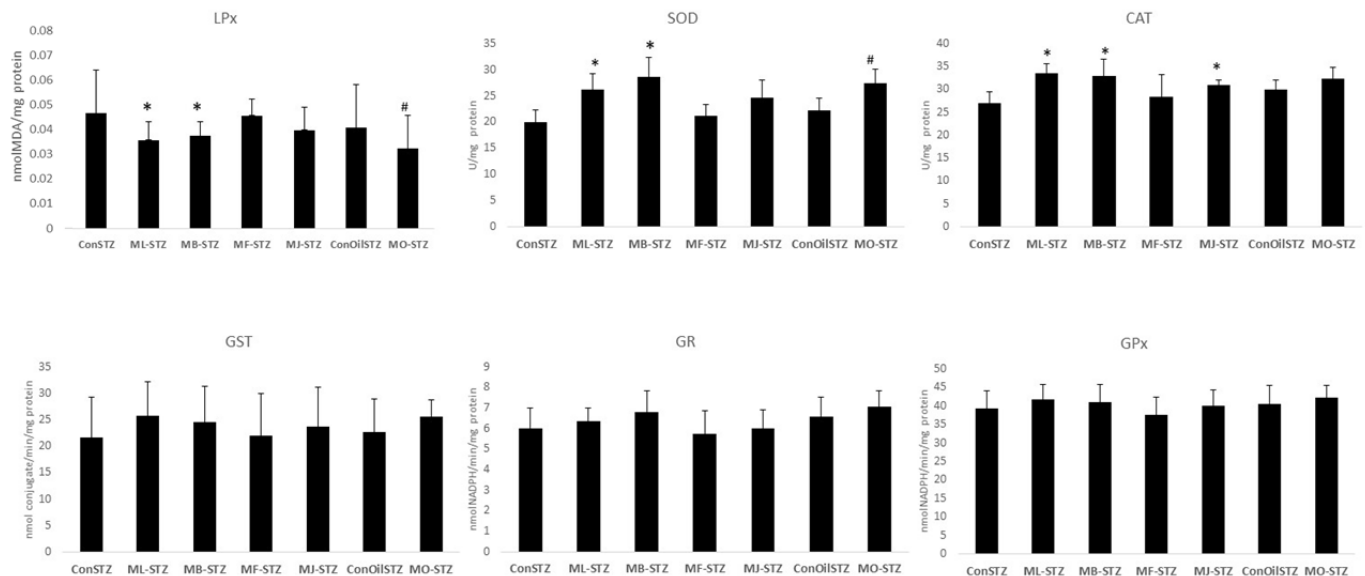 LPx
nmolMDA/mg protein
0.08
0.07
0.06
0.05
0.04
0.03
0.02
0.01
0
* * #
ConSTZ ML-STZ MB-STZ MF-STZ MJ-STZ ConOilSTZ MO-STZ
SOD
U/mg protein
35
30
25
20
15
10
5
0
* * #
ConSTZ ML-STZ MB-STZ MF-STZ MJ-STZ ConOilSTZ MO-STZ
CAT
U/mg protein
40
35
30
25
20
15
10
5
0
* * *
ConSTZ ML-STZ MB-STZ MF-STZ MJ-STZ ConOilSTZ MO-STZ
GST
nmol conjugate/min/mg protein
35
30
25
20
15
10
5
0
ConSTZ ML-STZ MB-STZ MF-STZ MJ-STZ ConOilSTZ MO-STZ
GR
nmolNADPH/min/mg protein
9
8
7
6
5
4
3
2
1
0
ConSTZ ML-STZ MB-STZ MF-STZ MJ-STZ ConOilSTZ MO-STZ
GPx
nmolNADPH/min/mg protein
50
45
40
35
30
25
20
15
10
5
0
ConSTZ ML-STZ MB-STZ MF-STZ MJ-STZ ConOilSTZ MO-STZ